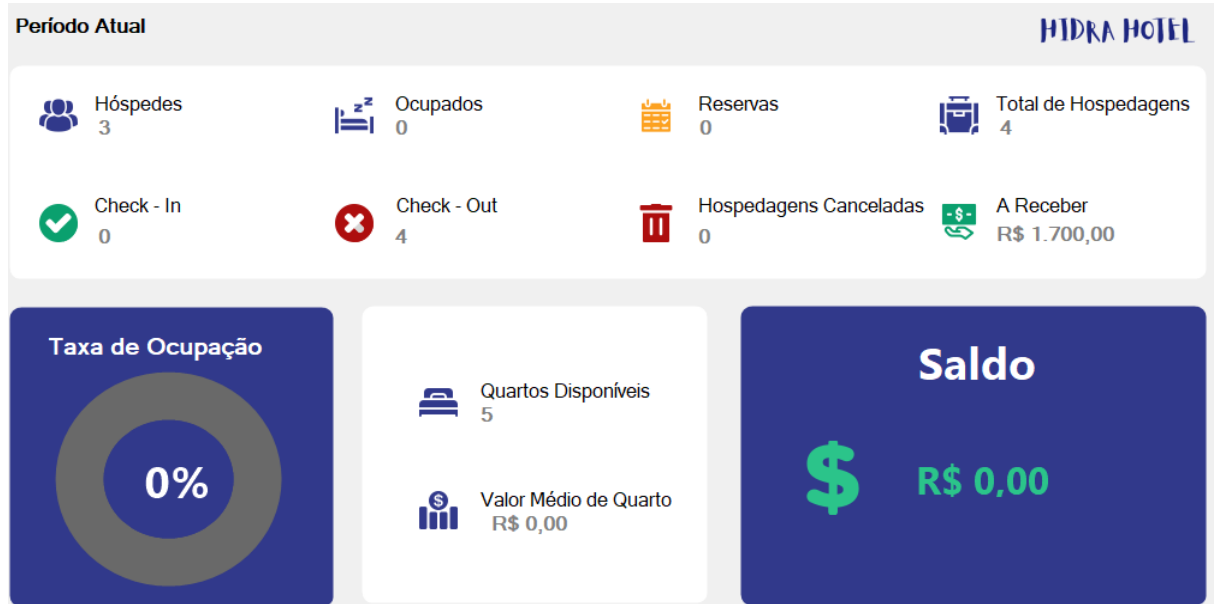 Período Atual
HIDRA HOTEL
Hóspedes
3
Ocupados
0
Reservas
0
Total de Hospedagens
4
Check - In
0
Check - Out
4
Hospedagens Canceladas
0
A Receber
R$ 1.700,00
Taxa de Ocupação
0%
Quartos Disponíveis
5
Valor Médio de Quarto
R$ 0,00
Saldo
R$ 0,00